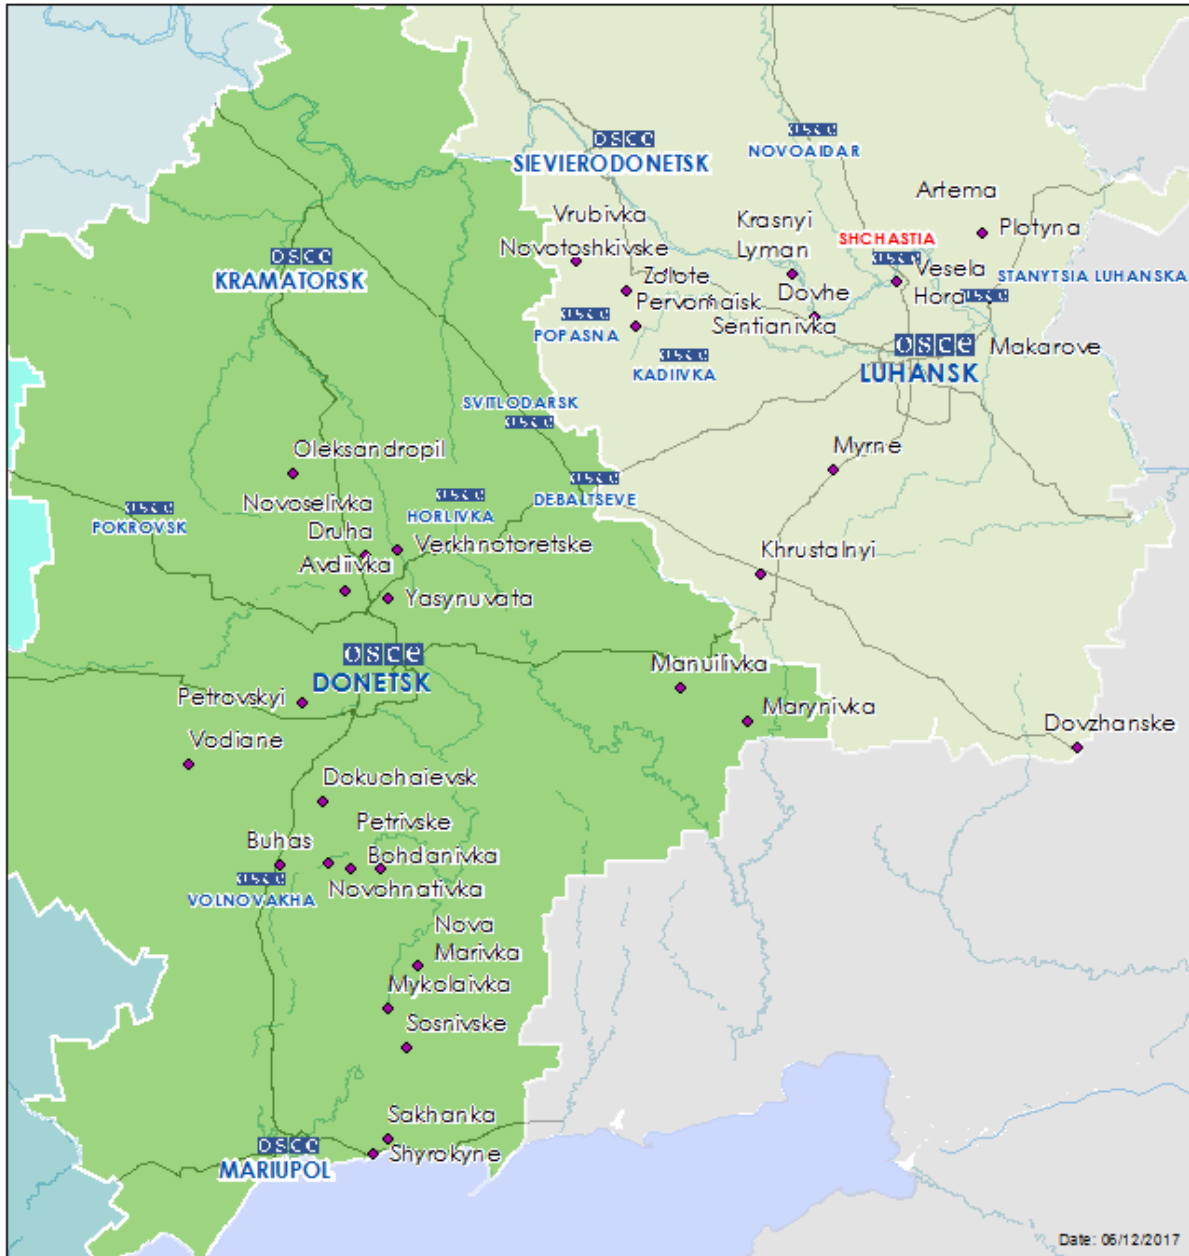 OSCE
SIEVIERODONETSK
OSCE
NOVOAIDAR
Artema
Plotyna
Vrubivka
Novotoshkivske
Krasnyi
Lyman
SHCHASTIA
OSCE
Vesela
Hora
STANYTSIA LUHANSKA
OSCE
OSCE
KRAMATORSK
Zolote
Pervomaisk
Dovhe
Sentianivka
OSCE
POPASNA
OSCE
KADIIVKA
osce
LUHANSK
Makarove
SVITLODARSK
OSCE
Oleksandropil
Myrne
OSCE
DEBALTSEVE
OSCE
HORLIVKA
OSCE
POKROVSK
Novoselivka
Druha
Avdiivka
Verkhnotoretske
Yasynuvata
Khrustalnyi
osce
DONETSK
Manuilivka
Marynivka
Petrovskyi
Vodiane
Dovzhanske
Dokuchaievsk
Petrivske
Buhas
Bohdanivka
OSCE
VOLNOVAKHA
Novohnativka
Nova
Marivka
Mykolaivka
Sosnivske
Sakhanka
Shyrokyne
OSCE
MARIUPOL
Date: 06/12/2017